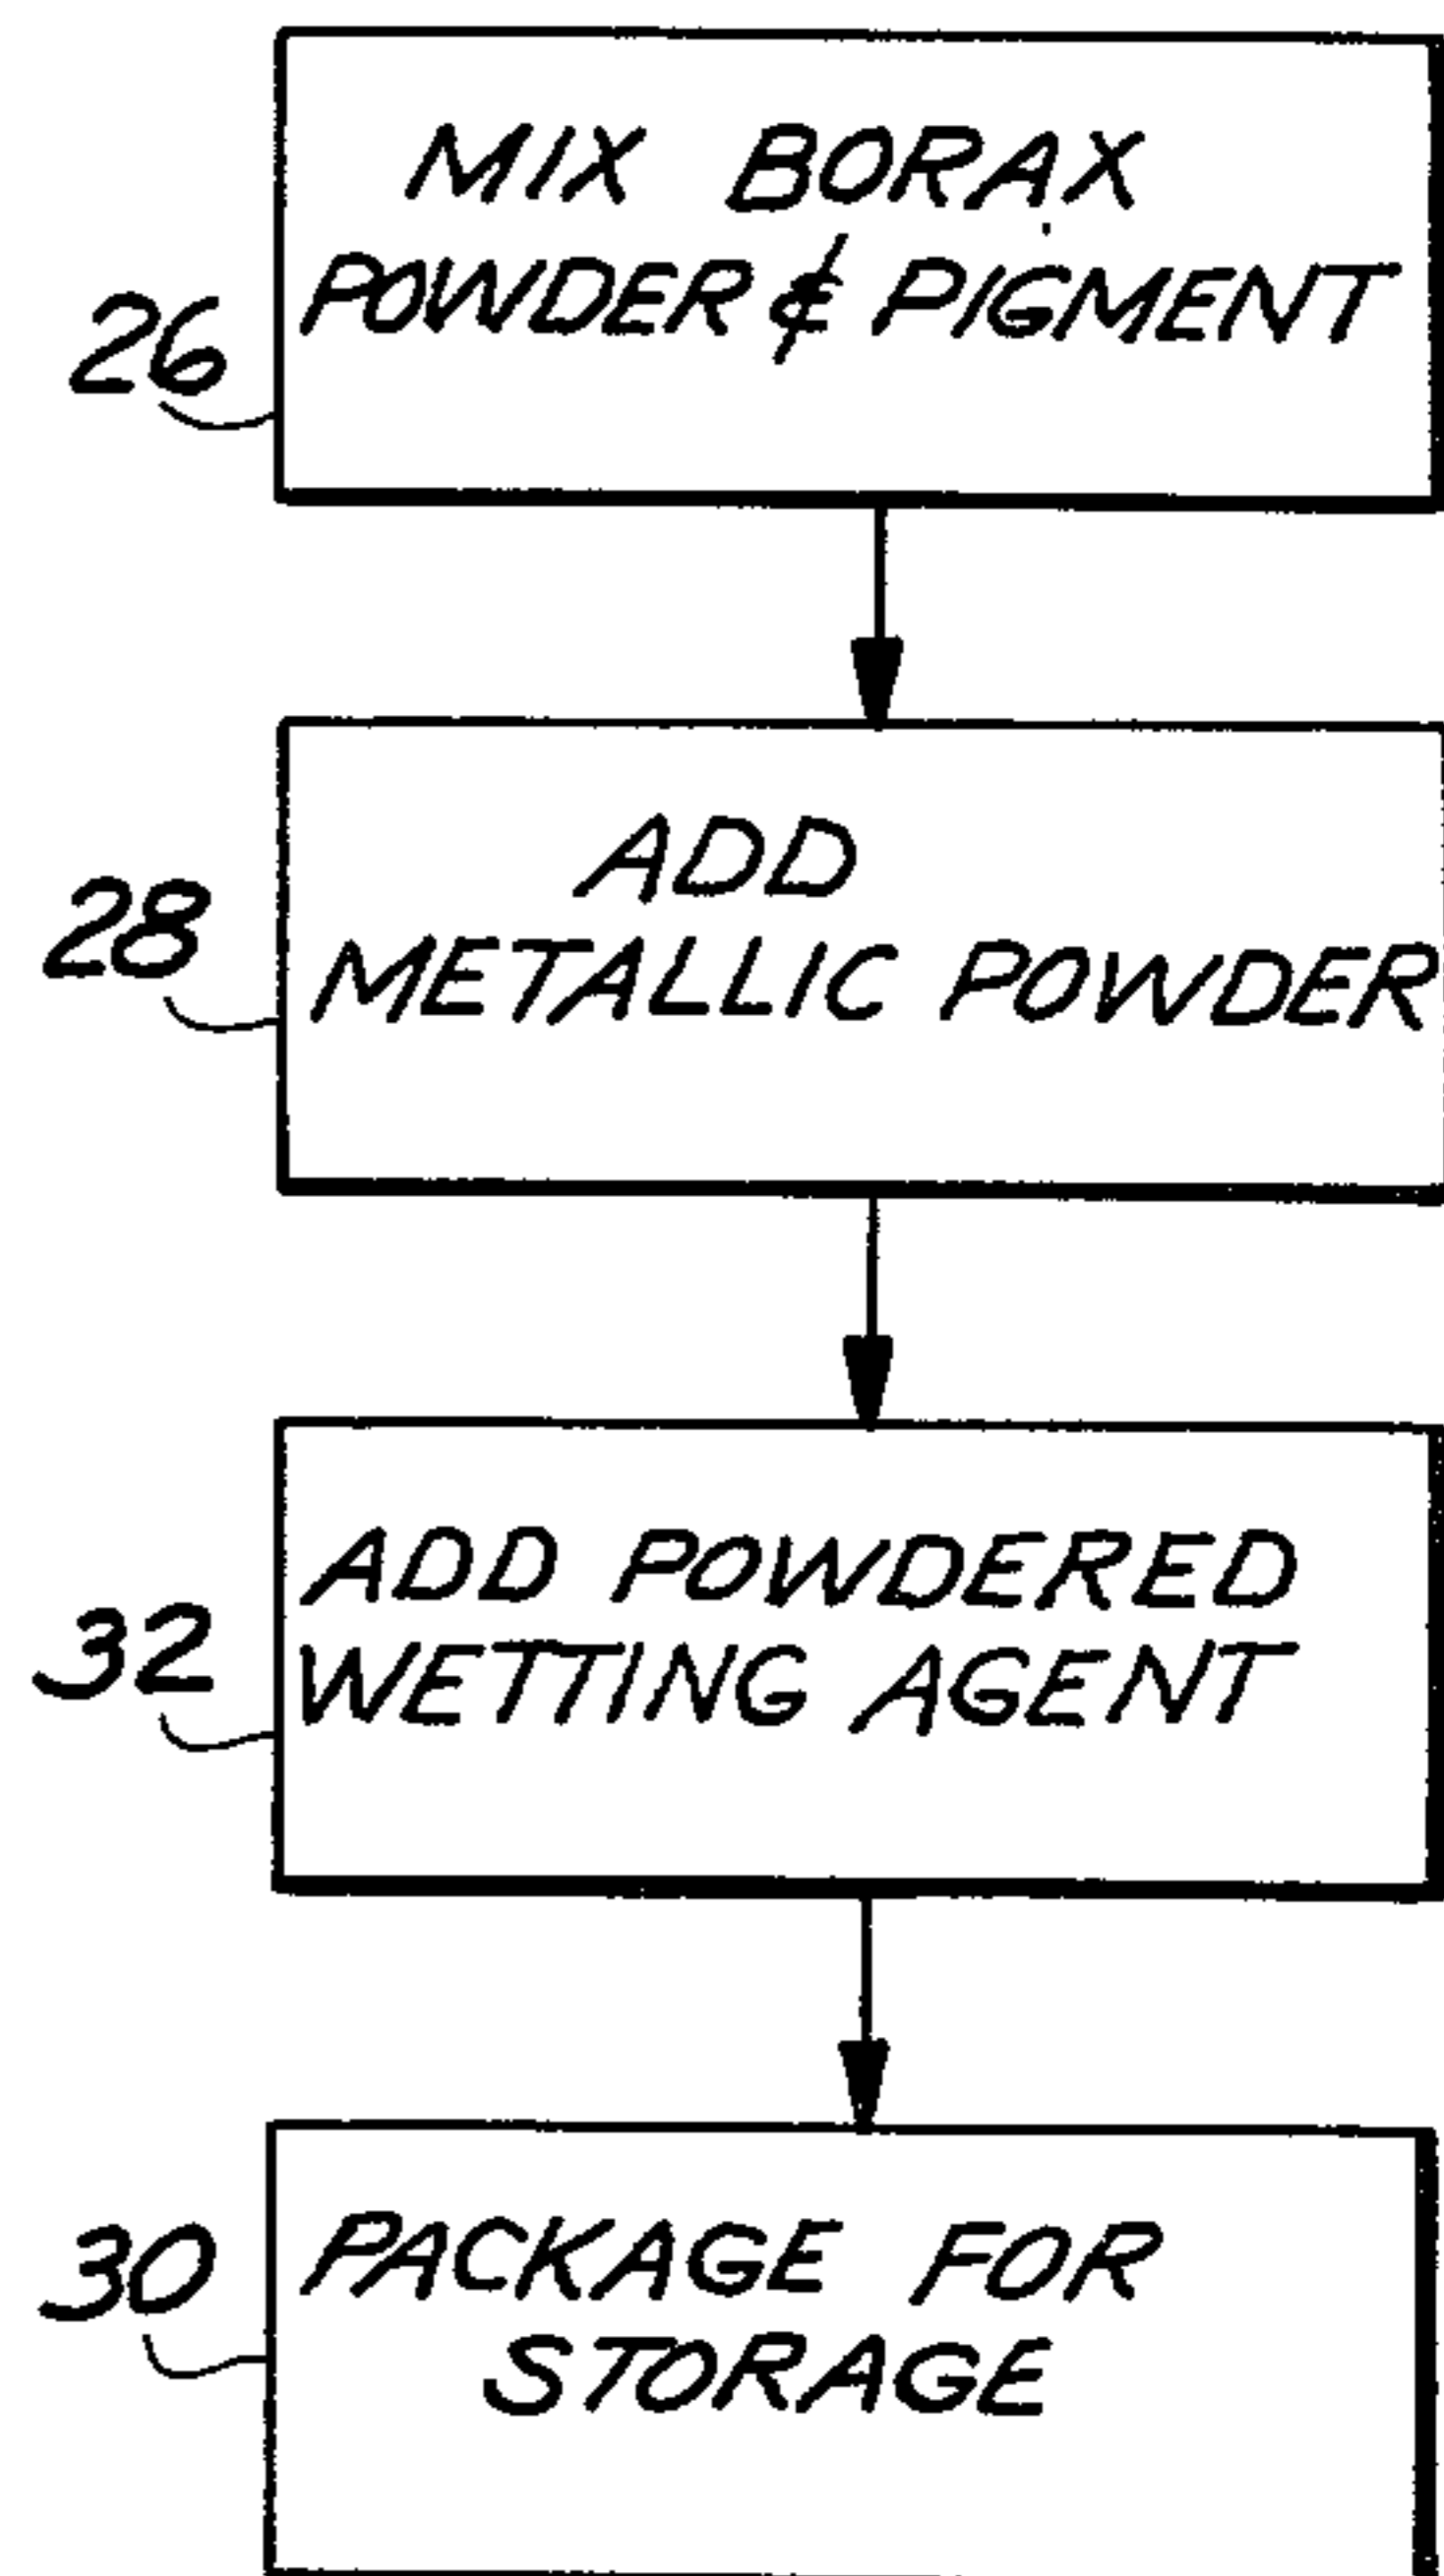 MIX BORAX
POWDER & PIGMENT
26
ADD
METALLIC POWDER
28
ADD POWDERED
WETTING AGENT
32
PACKAGE FOR
STORAGE
30